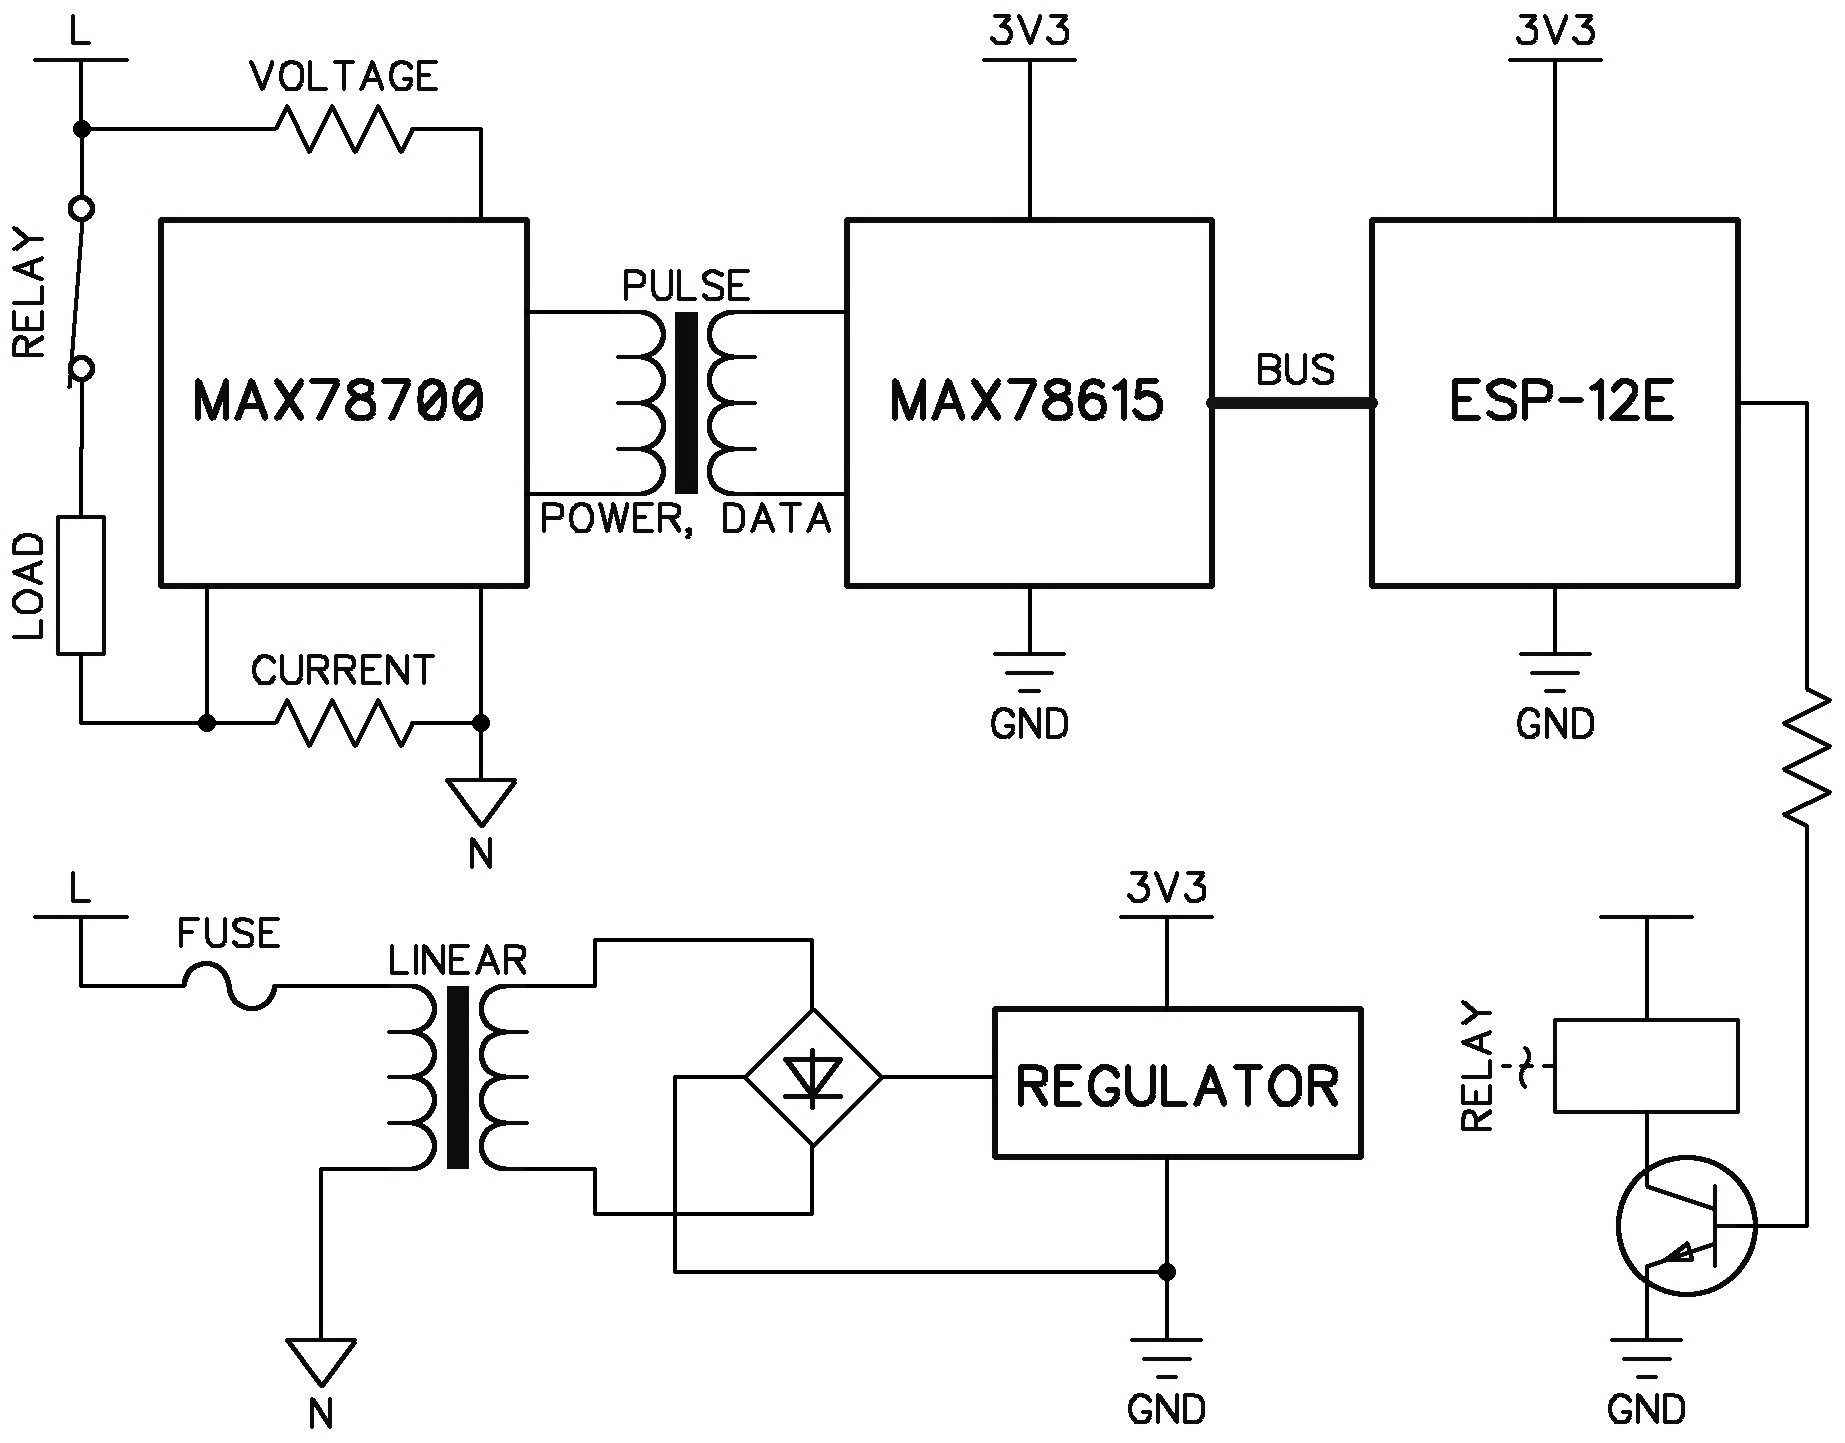 L
VOLTAGE
3V3
3V3
RELAY
PULSE
MAX78700
MAX78615
BUS
ESP-12E
POWER, DATA
LOAD
CURRENT
GND
GND
N
L
FUSE
LINEAR
3V3
REGULATOR
RELAY
N
GND
GND